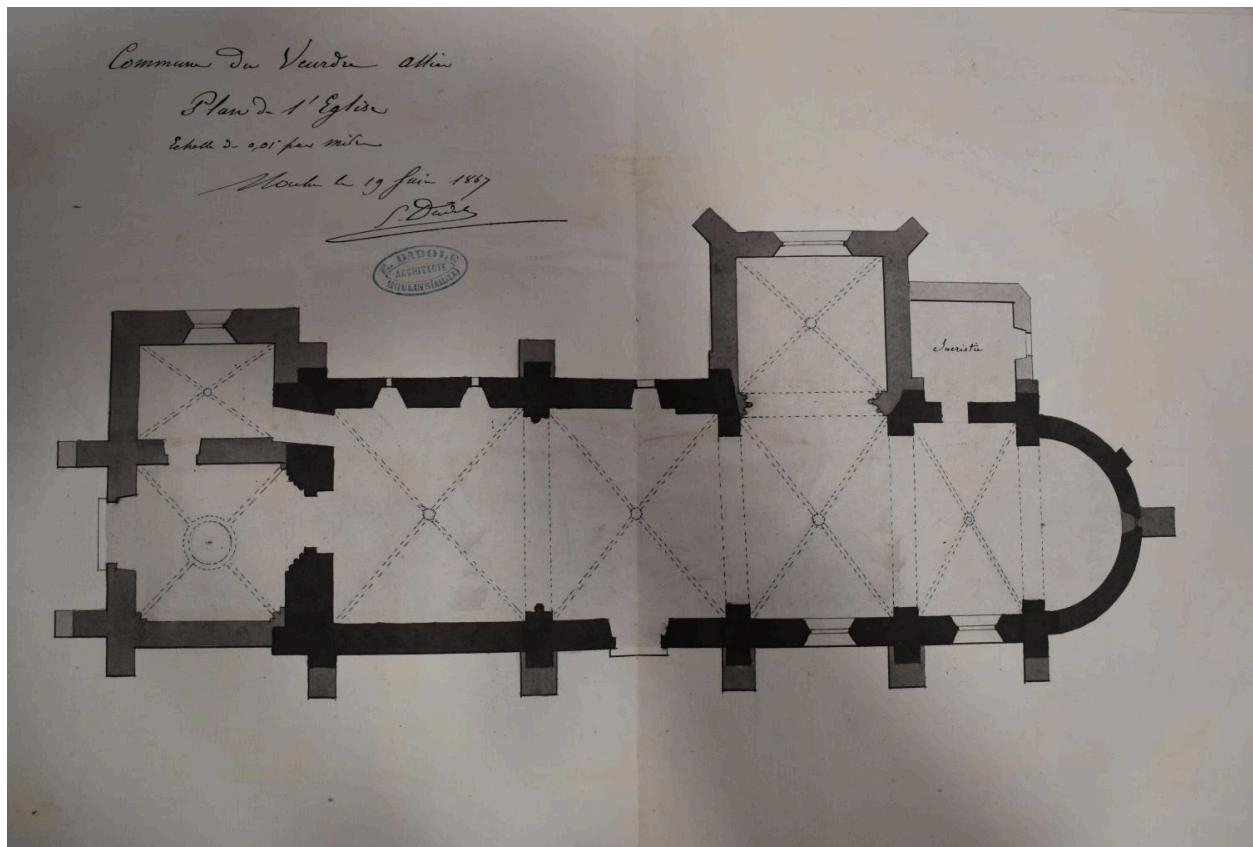 Commune du Veurdre Allier
Plan de l'Eglise
Echelle de 0,01 par mètre
Moulins le 19 Juin 1867
DADOLE
ARCHITECTE
MOULINS (ALLIER)
Sacristie